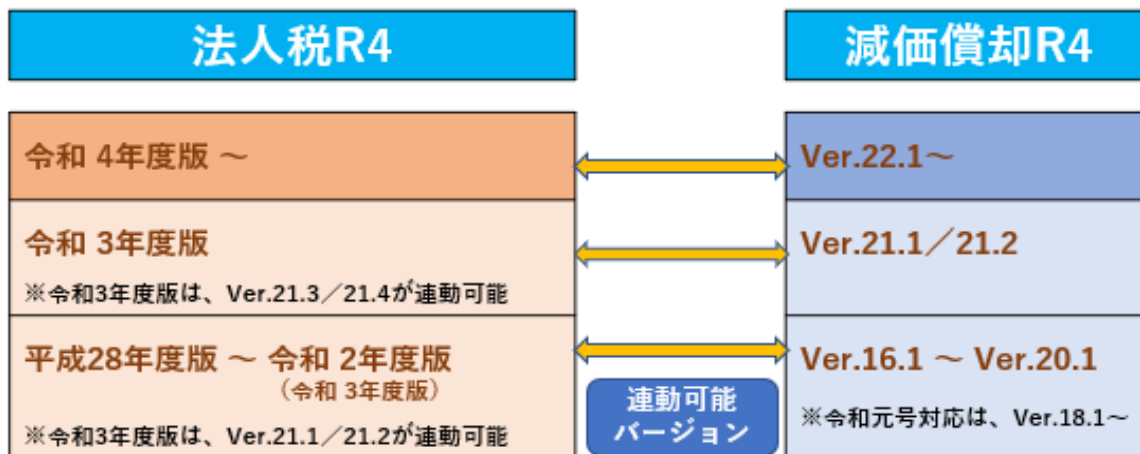 法人税R4
減価償却R4
令和 4年度版 ～
Ver.22.1～
令和 3年度版
※令和3年度版は、Ver.21.3／21.4が連動可能
Ver.21.1／21.2
平成28年度版 ～ 令和 2年度版
（令和 3年度版）
※令和3年度版は、Ver.21.1／21.2が連動可能
連動可能
バージョン
Ver.16.1 ～ Ver.20.1
※令和元号対応は、Ver.18.1～